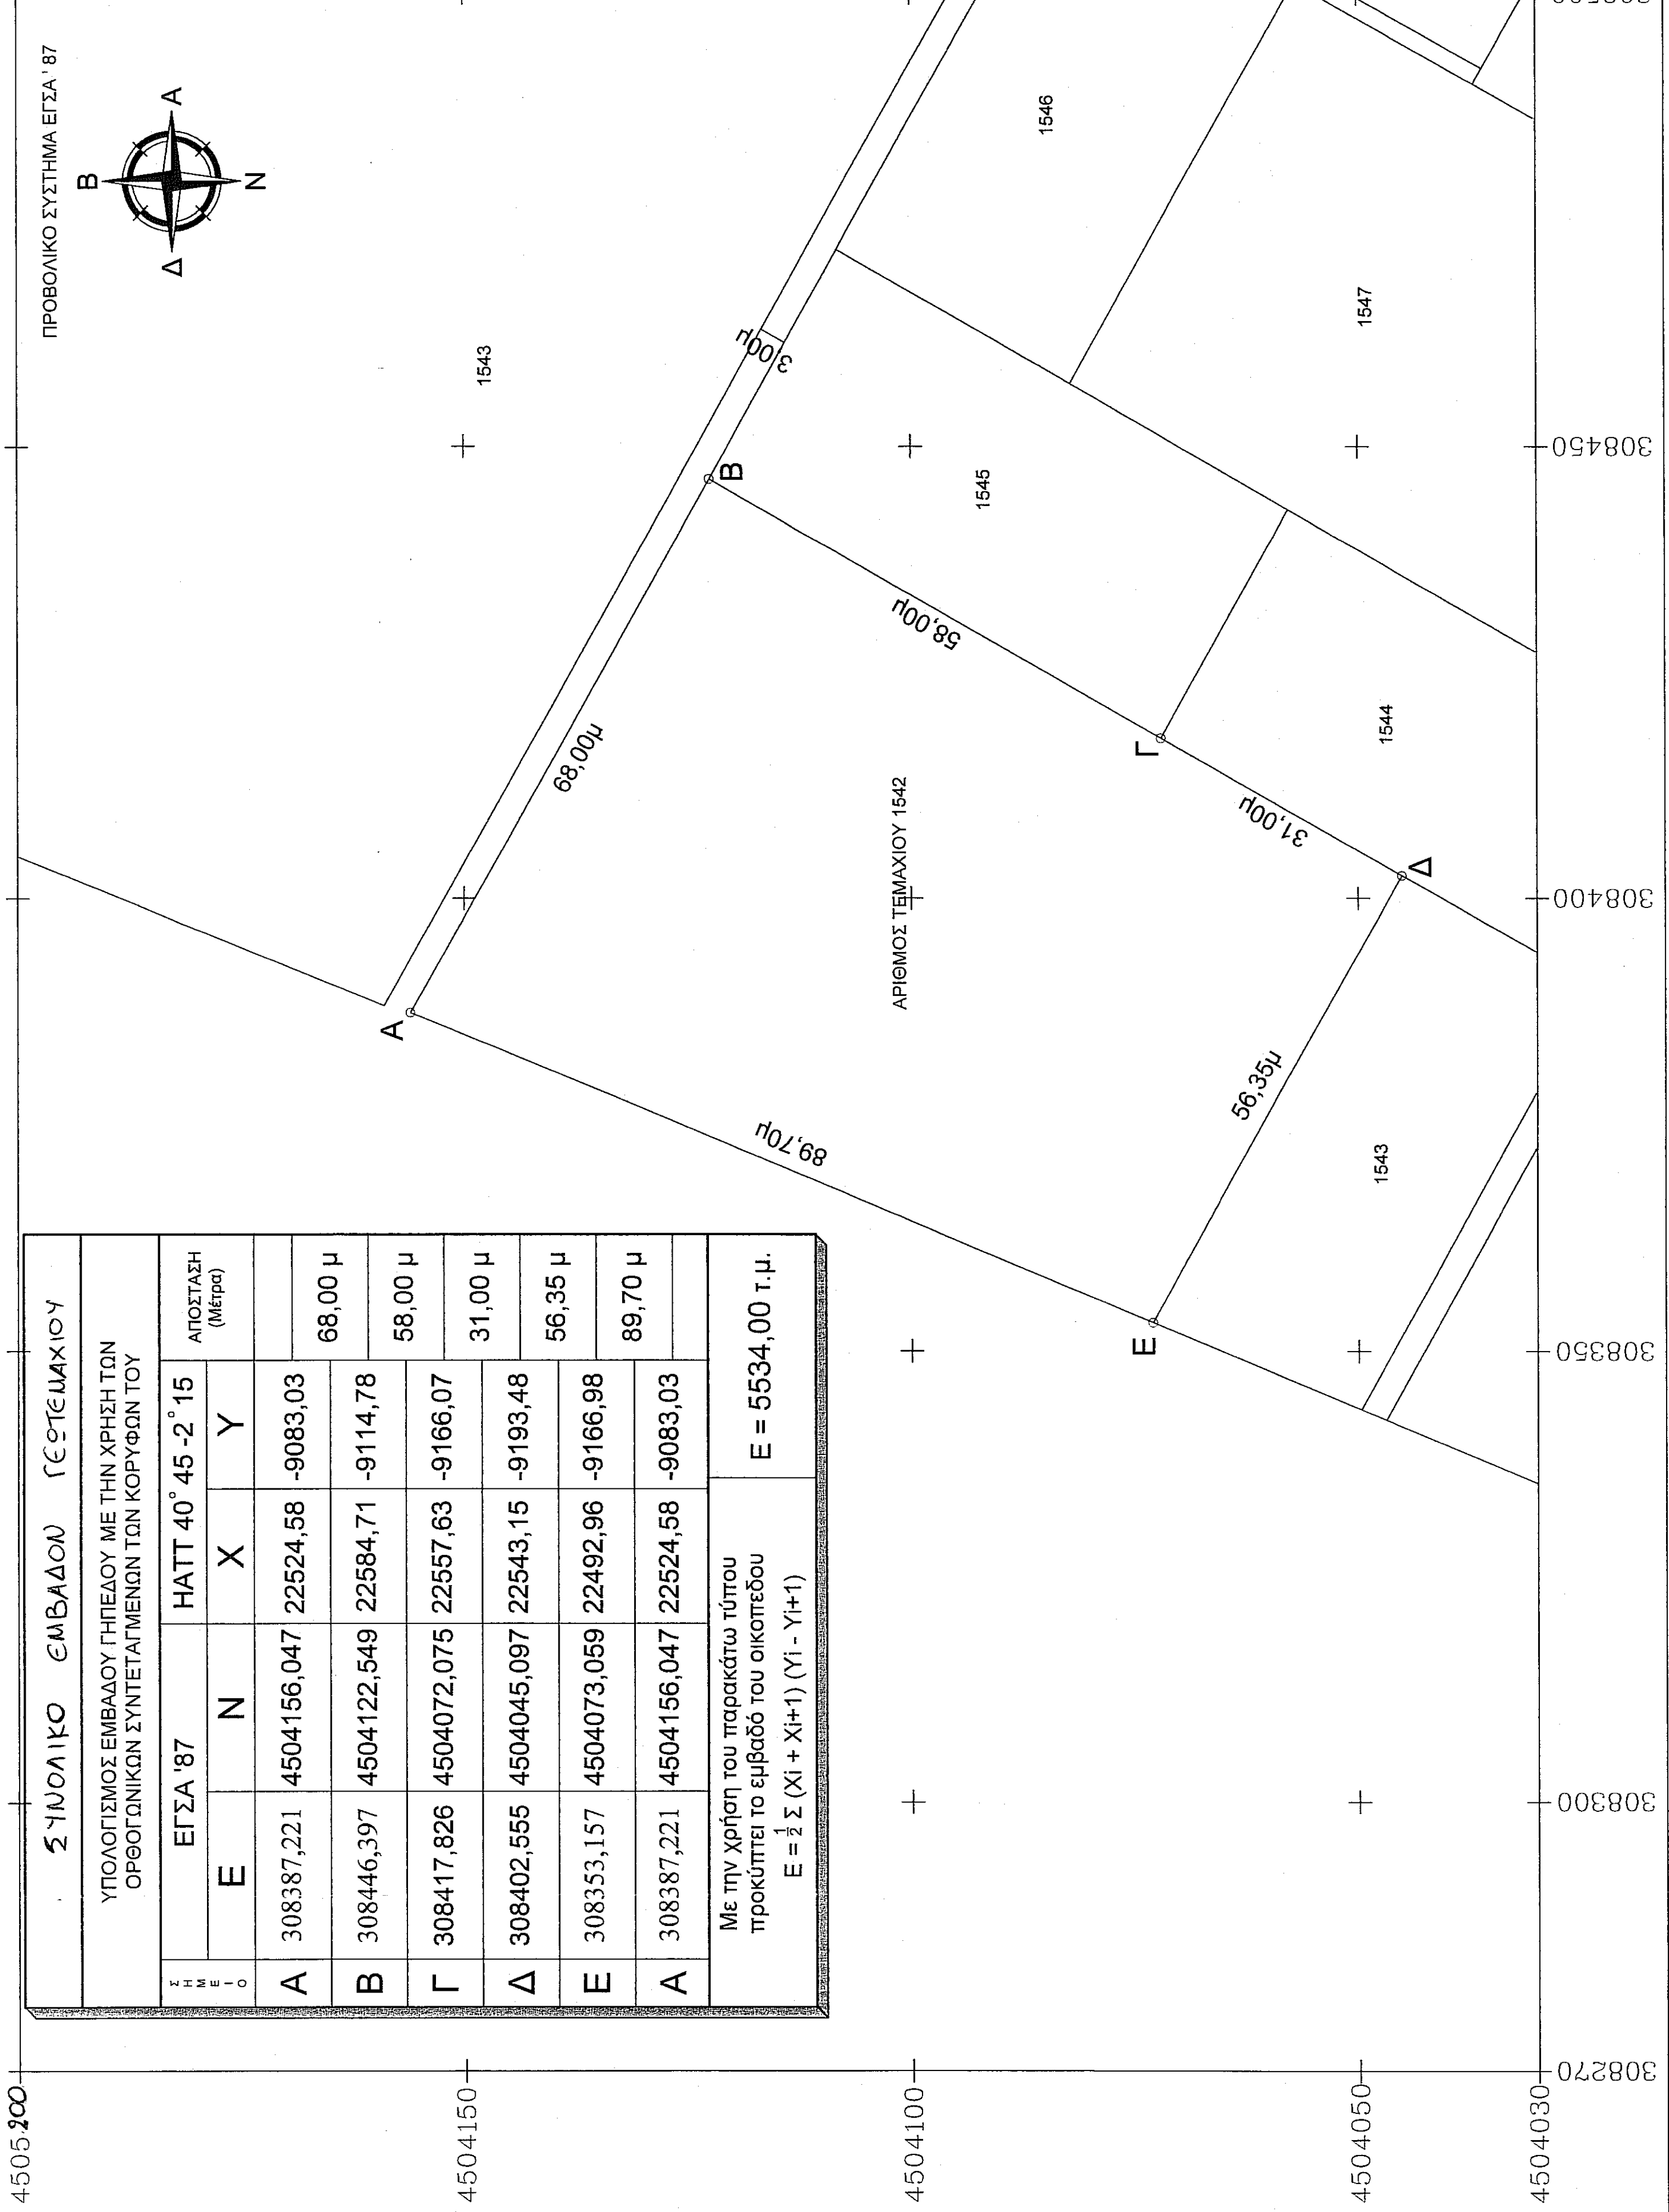 ΣΥΝΟΛΙΚΟ ΕΜΒΑΔΟΝ ΓΕΩΤΕΜΑΧΙΟΥ
ΥΠΟΛΟΓΙΣΜΟΣ ΕΜΒΑΔΟΥ ΓΗΠΕΔΟΥ ΜΕ ΤΗΝ ΧΡΗΣΗ ΤΩΝ
ΟΡΘΟΓΩΝΙΚΩΝ ΣΥΝΤΕΤΑΓΜΕΝΩΝ ΤΩΝ ΚΟΡΥΦΩΝ ΤΟΥ
ΣΗΜΕΙΟ ΕΓΣΑ '87 HATT 40° 45 -2° 15 ΑΠΟΣΤΑΣΗ
(Μέτρα)
E N X Y
Α 308387,221 4504156,047 22524,58 -9083,03
68,00 μ
Β 308446,397 4504122,549 22584,71 -9114,78
58,00 μ
Γ 308417,826 4504072,075 22557,63 -9166,07
31,00 μ
Δ 308402,555 4504045,097 22543,15 -9193,48
56,35 μ
Ε 308353,157 4504073,059 22492,96 -9166,98
89,70 μ
Α 308387,221 4504156,047 22524,58 -9083,03
Με την χρήση του παρακάτω τύπου
προκύπτει το εμβαδό του οικοπεδου
E = 1/2 Σ (Xi + Xi+1) (Yi - Yi+1)
E = 5534,00 τ.μ.
ΠΡΟΒΟΛΙΚΟ ΣΥΣΤΗΜΑ ΕΓΣΑ ' 87
Β
Δ Α
Ν
1543
Α
68,00μ
3,00μ
Β
1546
1545
58,00μ
89,70μ
ΑΡΙΘΜΟΣ ΤΕΜΑΧΙΟΥ 1542
Γ
1547
31,00μ
1544
Ε
56,35μ
Δ
1543
4505200
4504150
4504100
4504050
4504030
308270
308300
308350
308400
308450